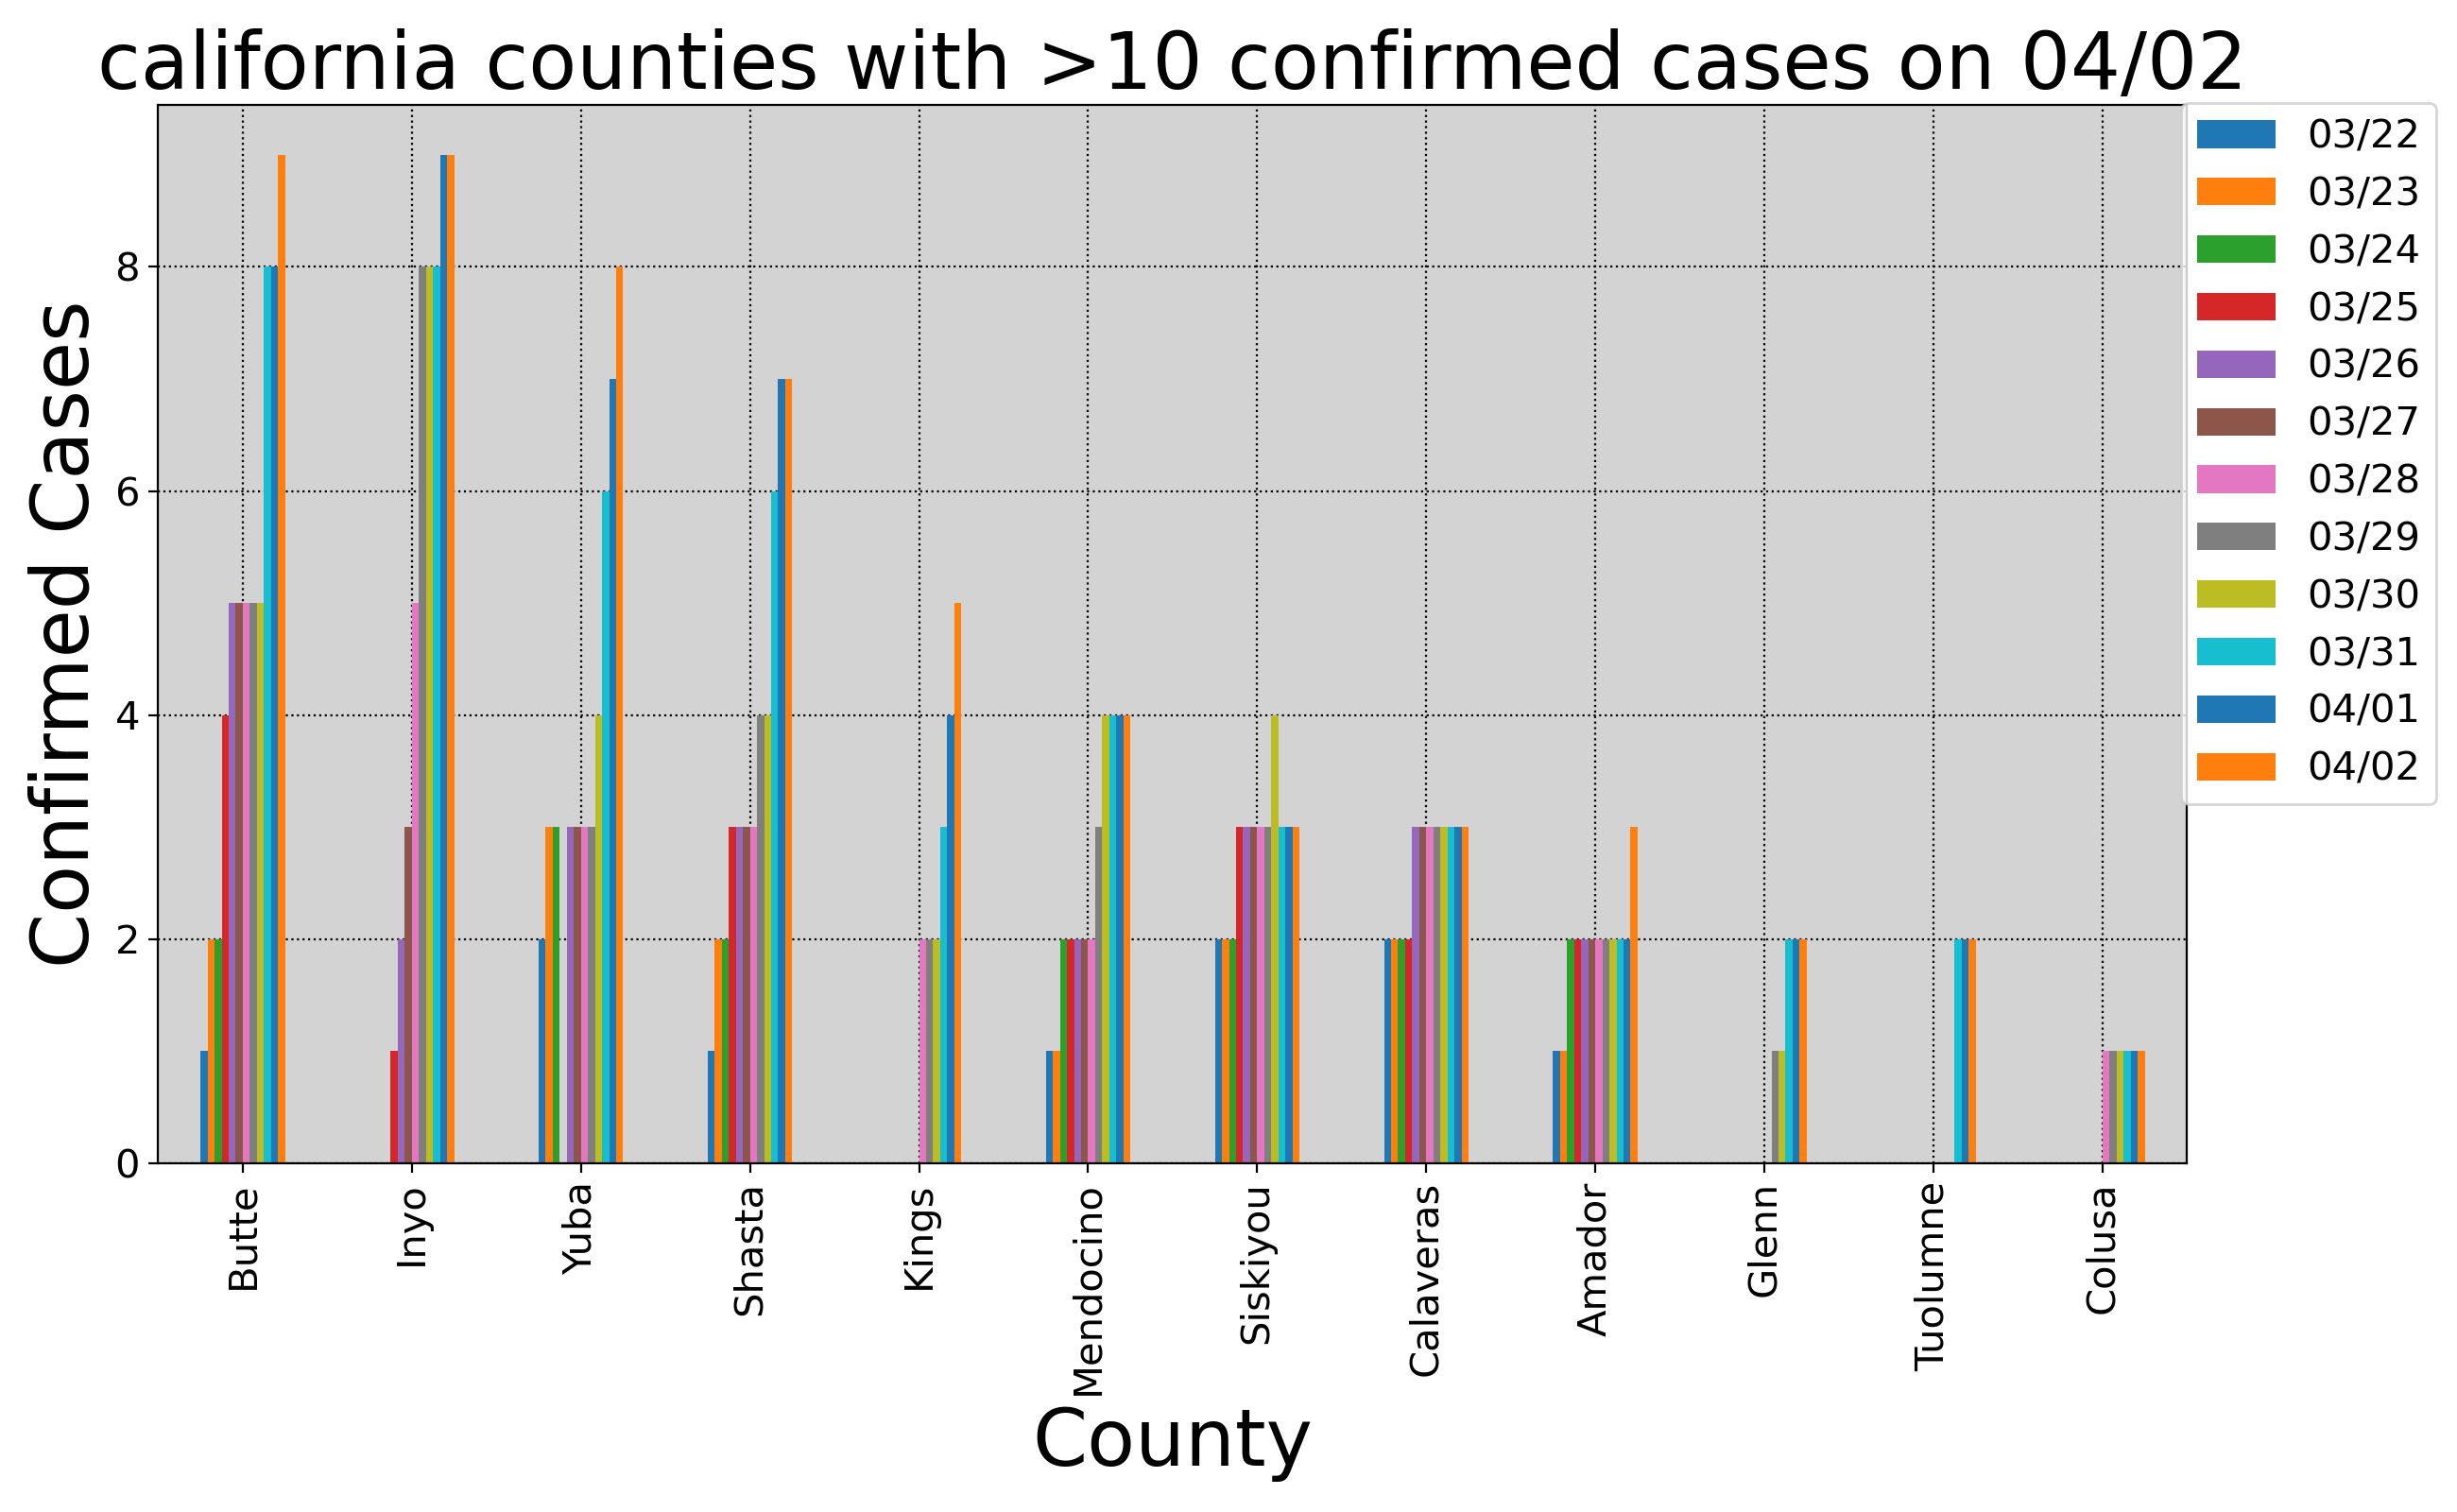 california counties with >10 confirmed cases on 04/02
Confirmed Cases
8
6
4
2
0
03/22
03/23
03/24
03/25
03/26
03/27
03/28
03/29
03/30
03/31
04/01
04/02
Butte
Inyo
Yuba
Shasta
Kings
Mendocino
Siskiyou
Calaveras
Amador
Glenn
Tuolumne
Colusa
County